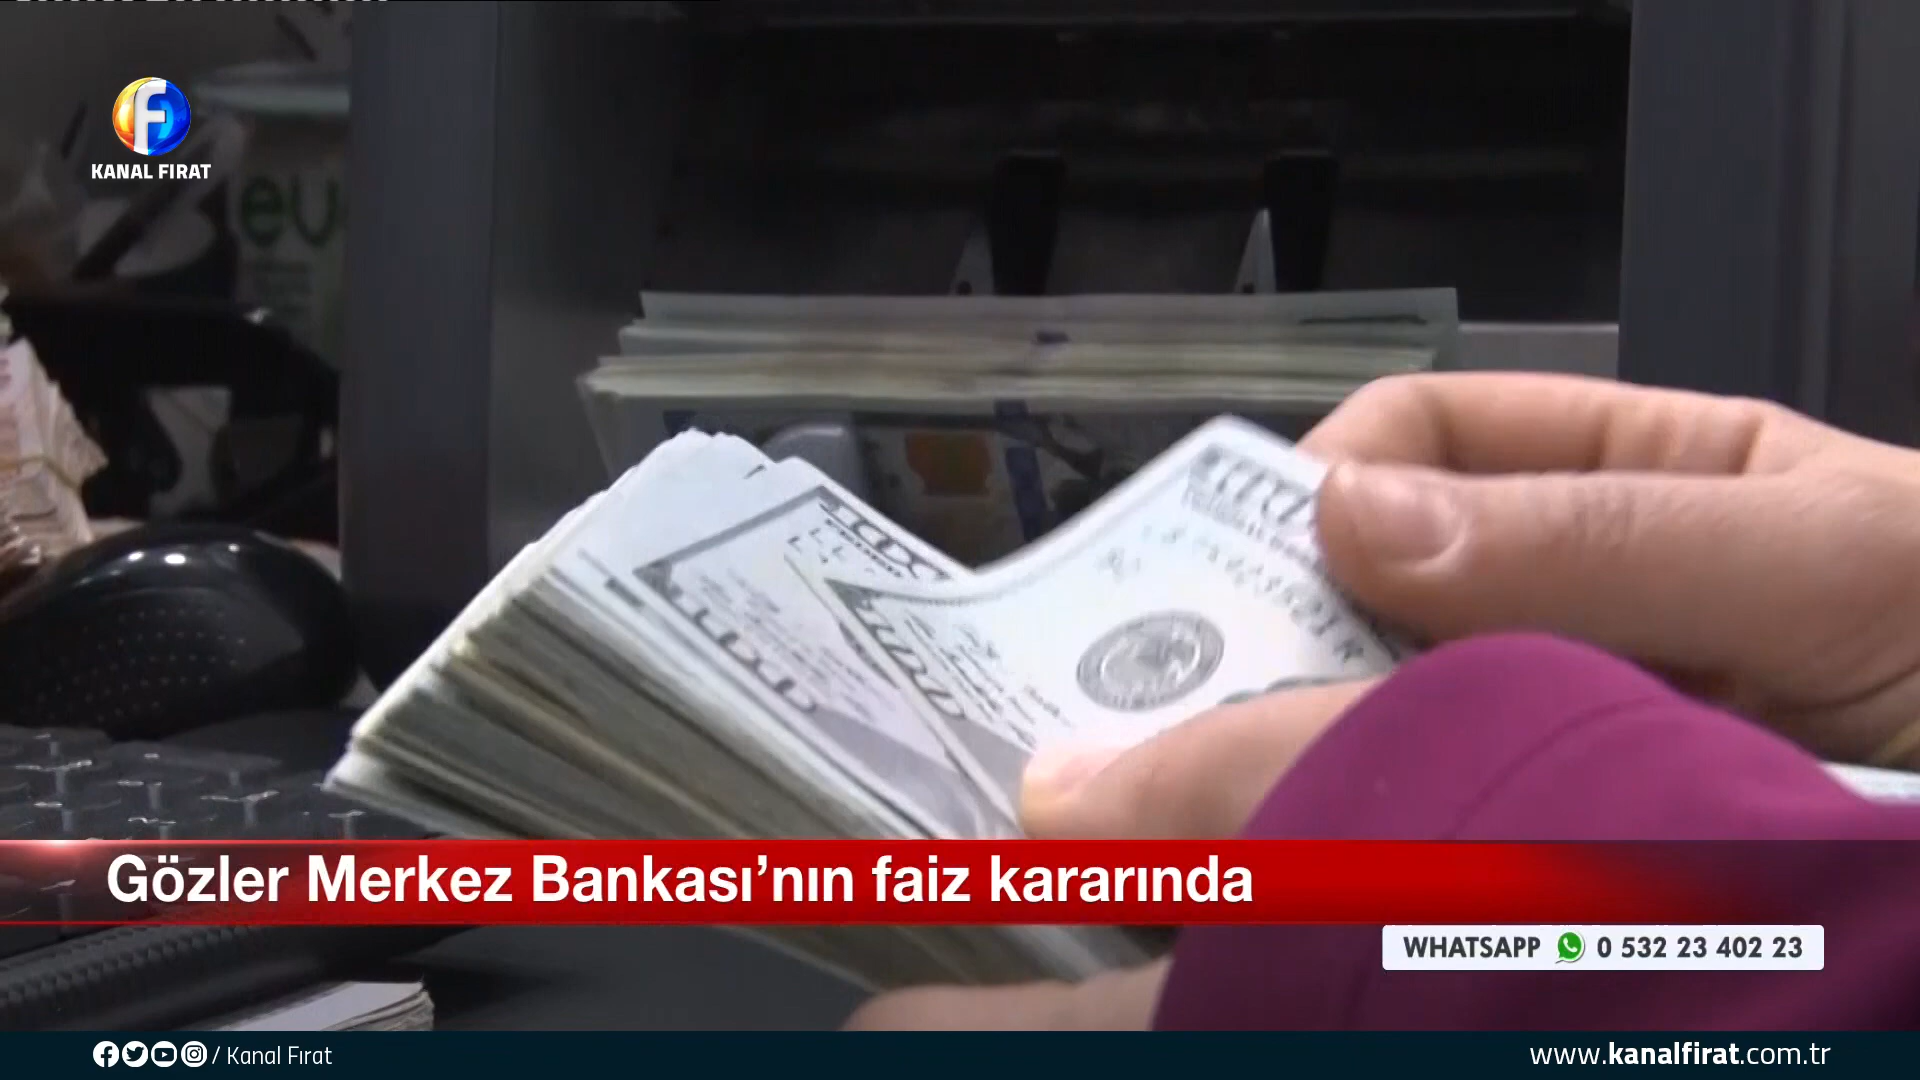 KANAL FIRAT
ev
Gözler Merkez Bankası’nın faiz kararında
WHATSAPP 0 532 23 402 23
/ Kanal Fırat
www.kanalfirat.com.tr